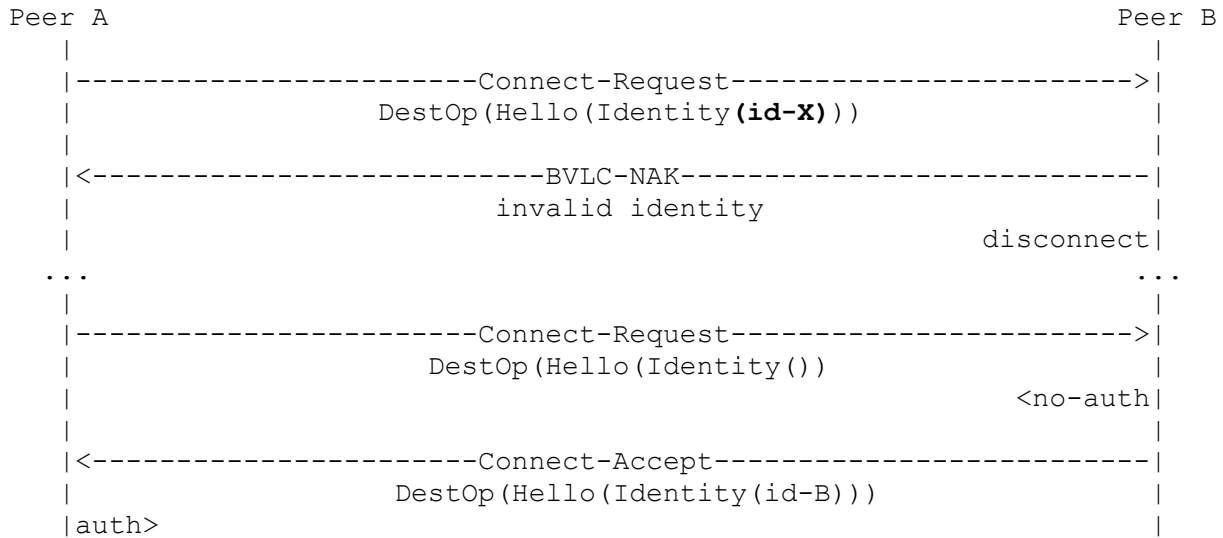 Peer A                                                             Peer B
   |                                                                |
   |------------------------Connect-Request------------------------>|
   |                  DestOp(Hello(Identity(id-X)))                 |
   |                                                                |
   |<---------------------------BVLC-NAK----------------------------|
   |                         invalid identity                       |
   |                                                      disconnect|
  ...                                                              ...
   |                                                                |
   |------------------------Connect-Request------------------------>|
   |                     DestOp(Hello(Identity())                   |
   |                                                        <no-auth|
   |                                                                |
   |<-----------------------Connect-Accept--------------------------|
   |                   DestOp(Hello(Identity(id-B)))                |
   |auth>                                                           |